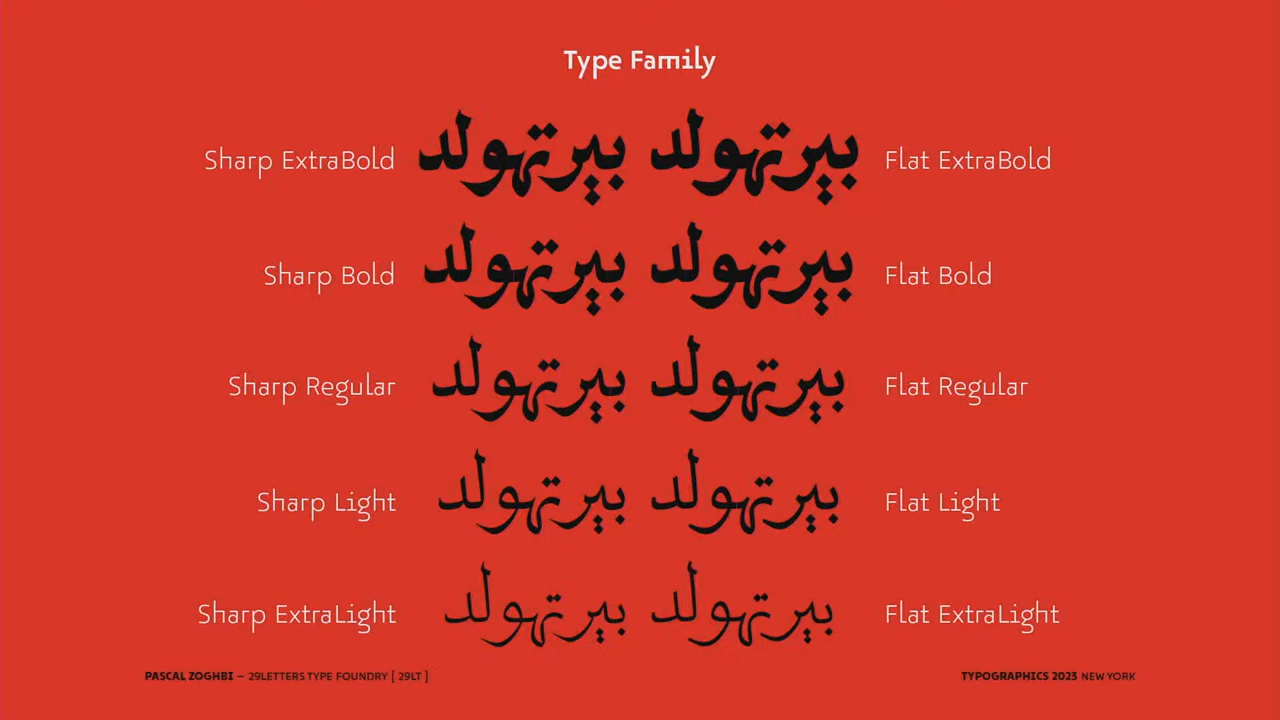 Type Family
Sharp ExtraBold بيرتهولد بيرتهولد Flat ExtraBold
Sharp Bold بيرتهولد بيرتهولد Flat Bold
Sharp Regular بيرتهولد بيرتهولد Flat Regular
Sharp Light بيرتهولد بيرتهولد Flat Light
Sharp ExtraLight بيرتهولد بيرتهولد Flat ExtraLight
PASCAL ZOGHBI – 29LETTERS TYPE FOUNDRY [ 29LT ] TYPOGRAPHICS 2023 NEW YORK